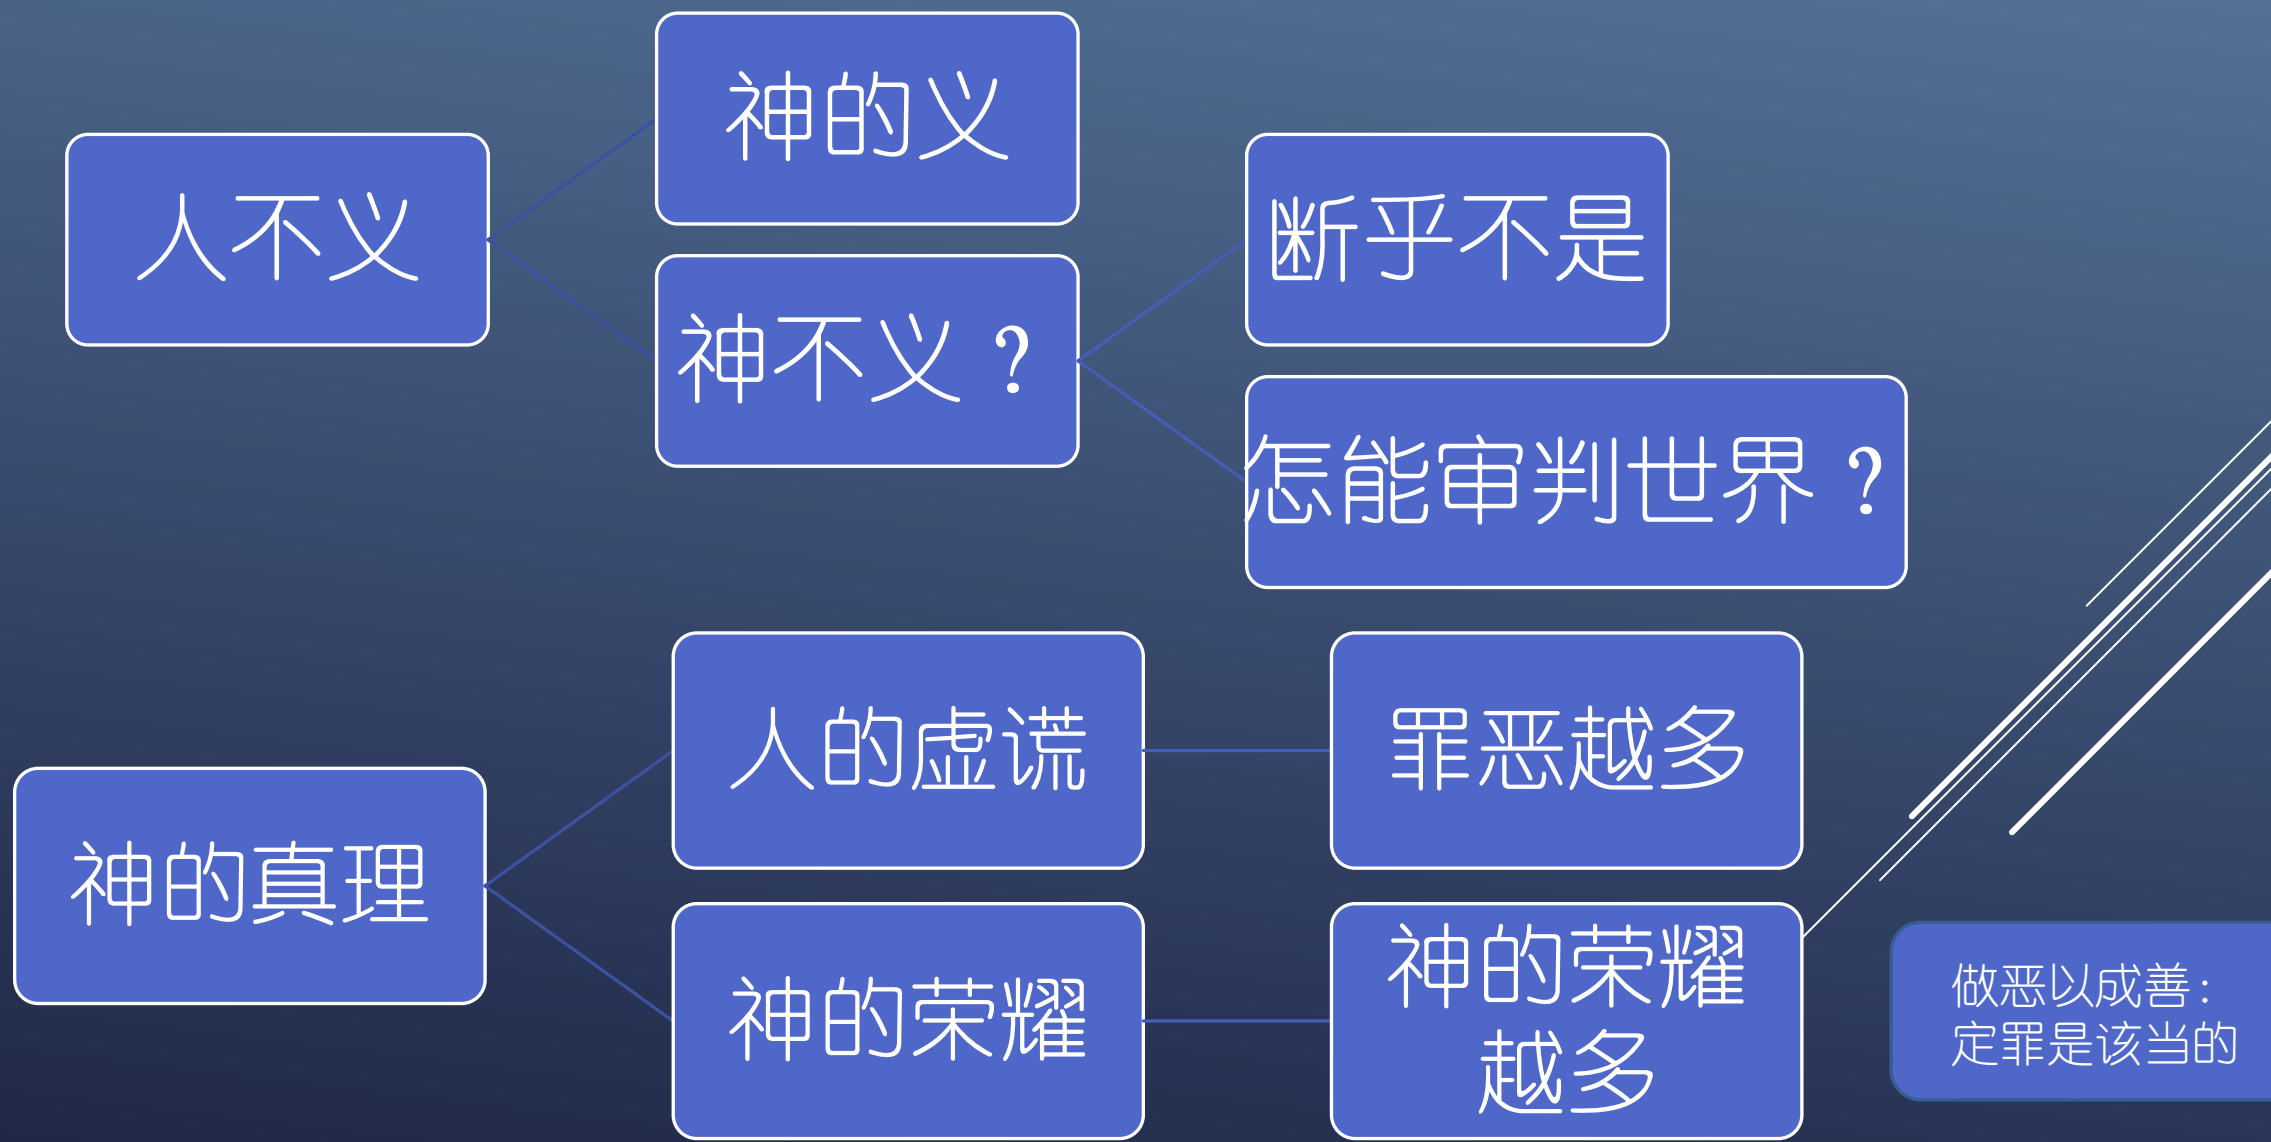 人不义
神的义
神不义？
断乎不是
怎能审判世界？
神的真理
人的虚谎
罪恶越多
神的荣耀
神的荣耀
越多
做恶以成善：
定罪是该当的